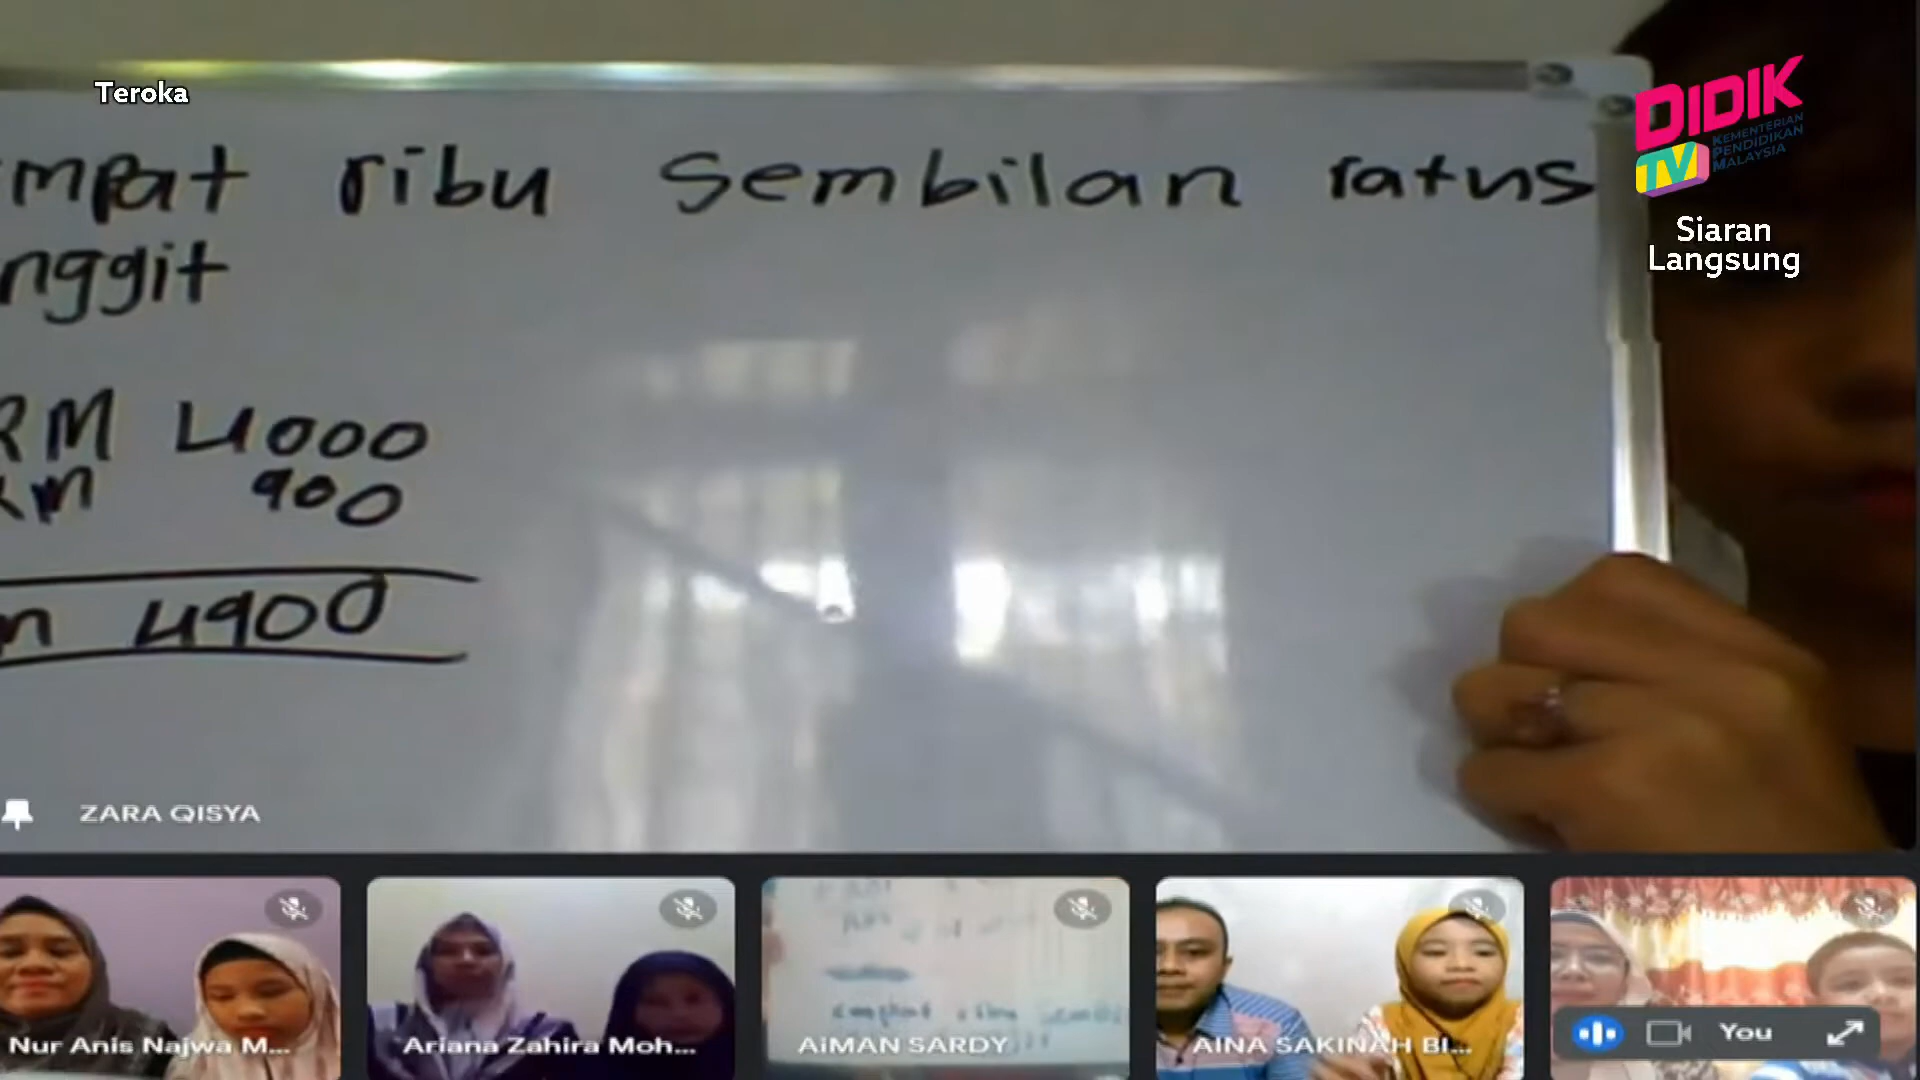 Teroka
DIDIK
TV
KEMENTERIAN
PENDIDIKAN
MALAYSIA
Siaran
Langsung
mpat ribu sembilan ratus
nggit
RM 4000
RM 900
m 4900
ZARA QISYA
Nur Anis Najwa M...
Ariana Zahira Moh...
AiMAN SARDY
AINA SAKINAH BI...
You